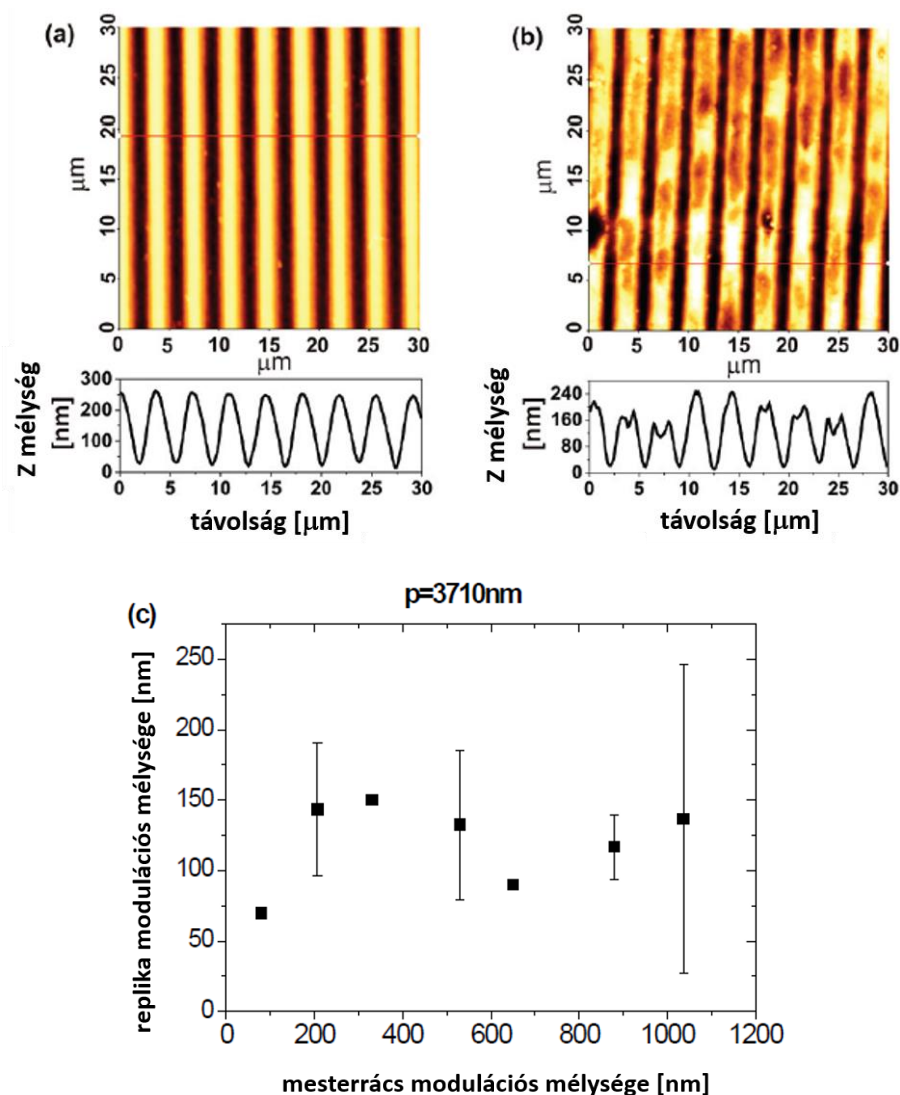 (a)
30
25
20
15
10
5
0
μm
0 5 10 15 20 25 30
μm
Z mélység
[nm]
300
200
100
0
0 5 10 15 20 25 30
távolság [μm]
(b)
30
25
20
15
10
5
0
μm
0 5 10 15 20 25 30
μm
Z mélység
[nm]
240
160
80
0
0 5 10 15 20 25 30
távolság [μm]
p=3710nm
(c)
replika modulációs mélysége [nm]
250
200
150
100
50
0
0 200 400 600 800 1000 1200
mesterrács modulációs mélysége [nm]